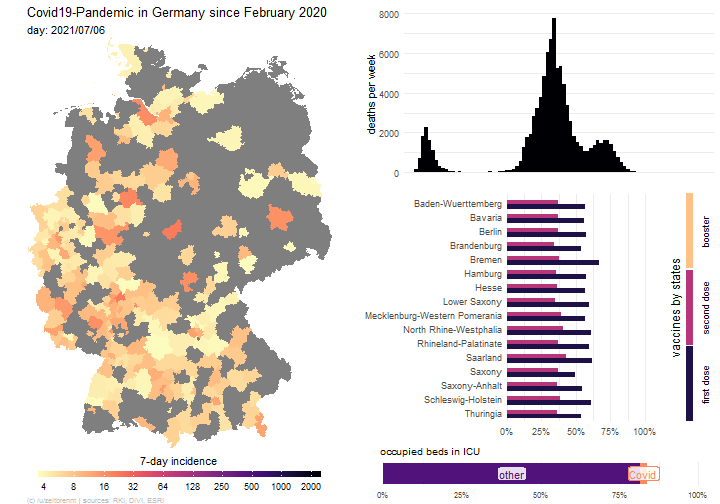 Covid19-Pandemic in Germany since February 2020
day: 2021/07/06
7-day incidence
4 8 16 32 64 130 250 500 1000 2000
(c) /u/zeitbrennt | sources: RKI, DIVI, ESRI
deaths per week
8000
6000
4000
2000
0
vaccines by states
Baden-Wuerttemberg
Bavaria
Berlin
Brandenburg
Bremen
Hamburg
Hesse
Lower Saxony
Mecklenburg-Western Pomerania
North Rhine-Westphalia
Rhineland-Palatinate
Saarland
Saxony
Saxony-Anhalt
Schleswig-Holstein
Thuringia
0% 25% 50% 75% 100%
booster
second dose
first dose
occupied beds in ICU
other Covid
0% 25% 50% 75% 100%